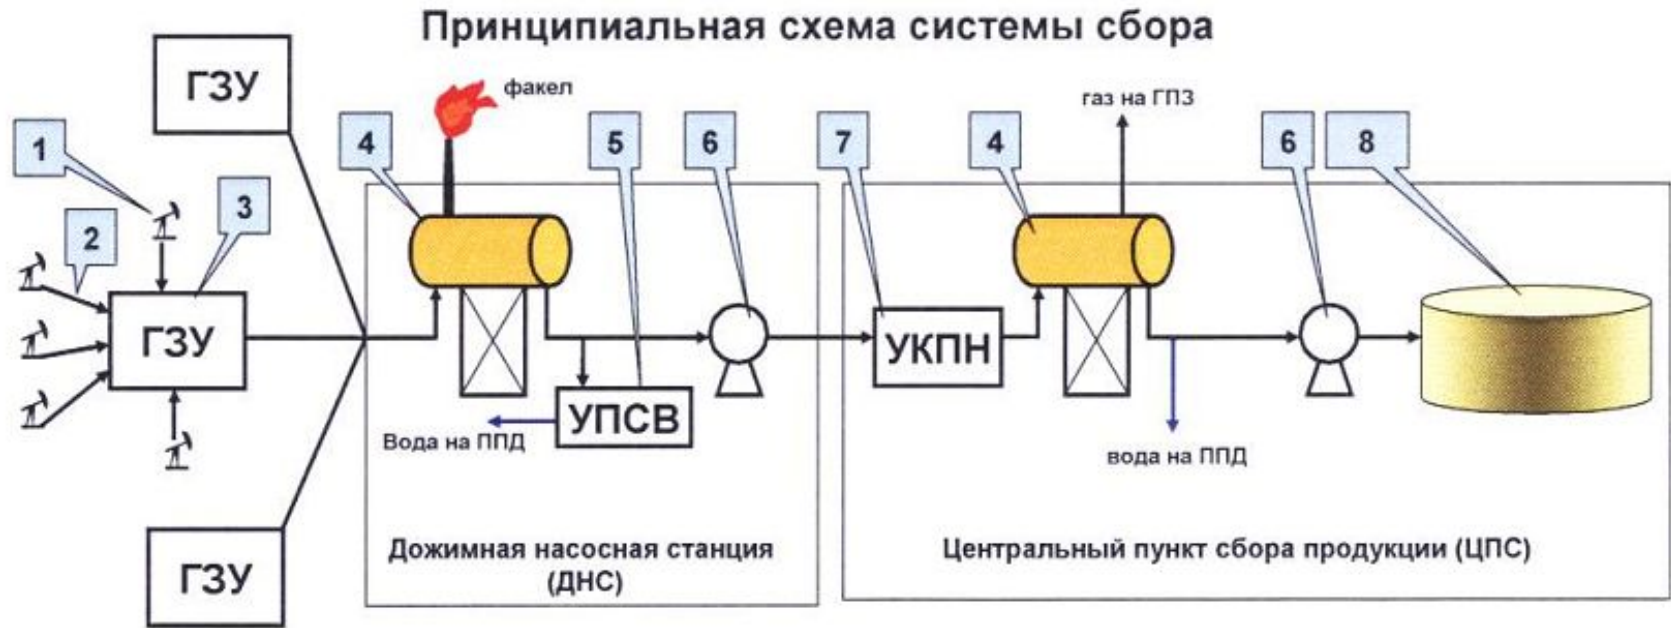 Принципиальная схема системы сбора
ГЗУ
факел
газ на ГПЗ
1
4
5
6
7
4
6
8
2
3
ГЗУ
УКПН
УПСВ
Вода на ППД
вода на ППД
Дожимная насосная станция
(ДНС)
Центральный пункт сбора продукции (ЦПС)
ГЗУ